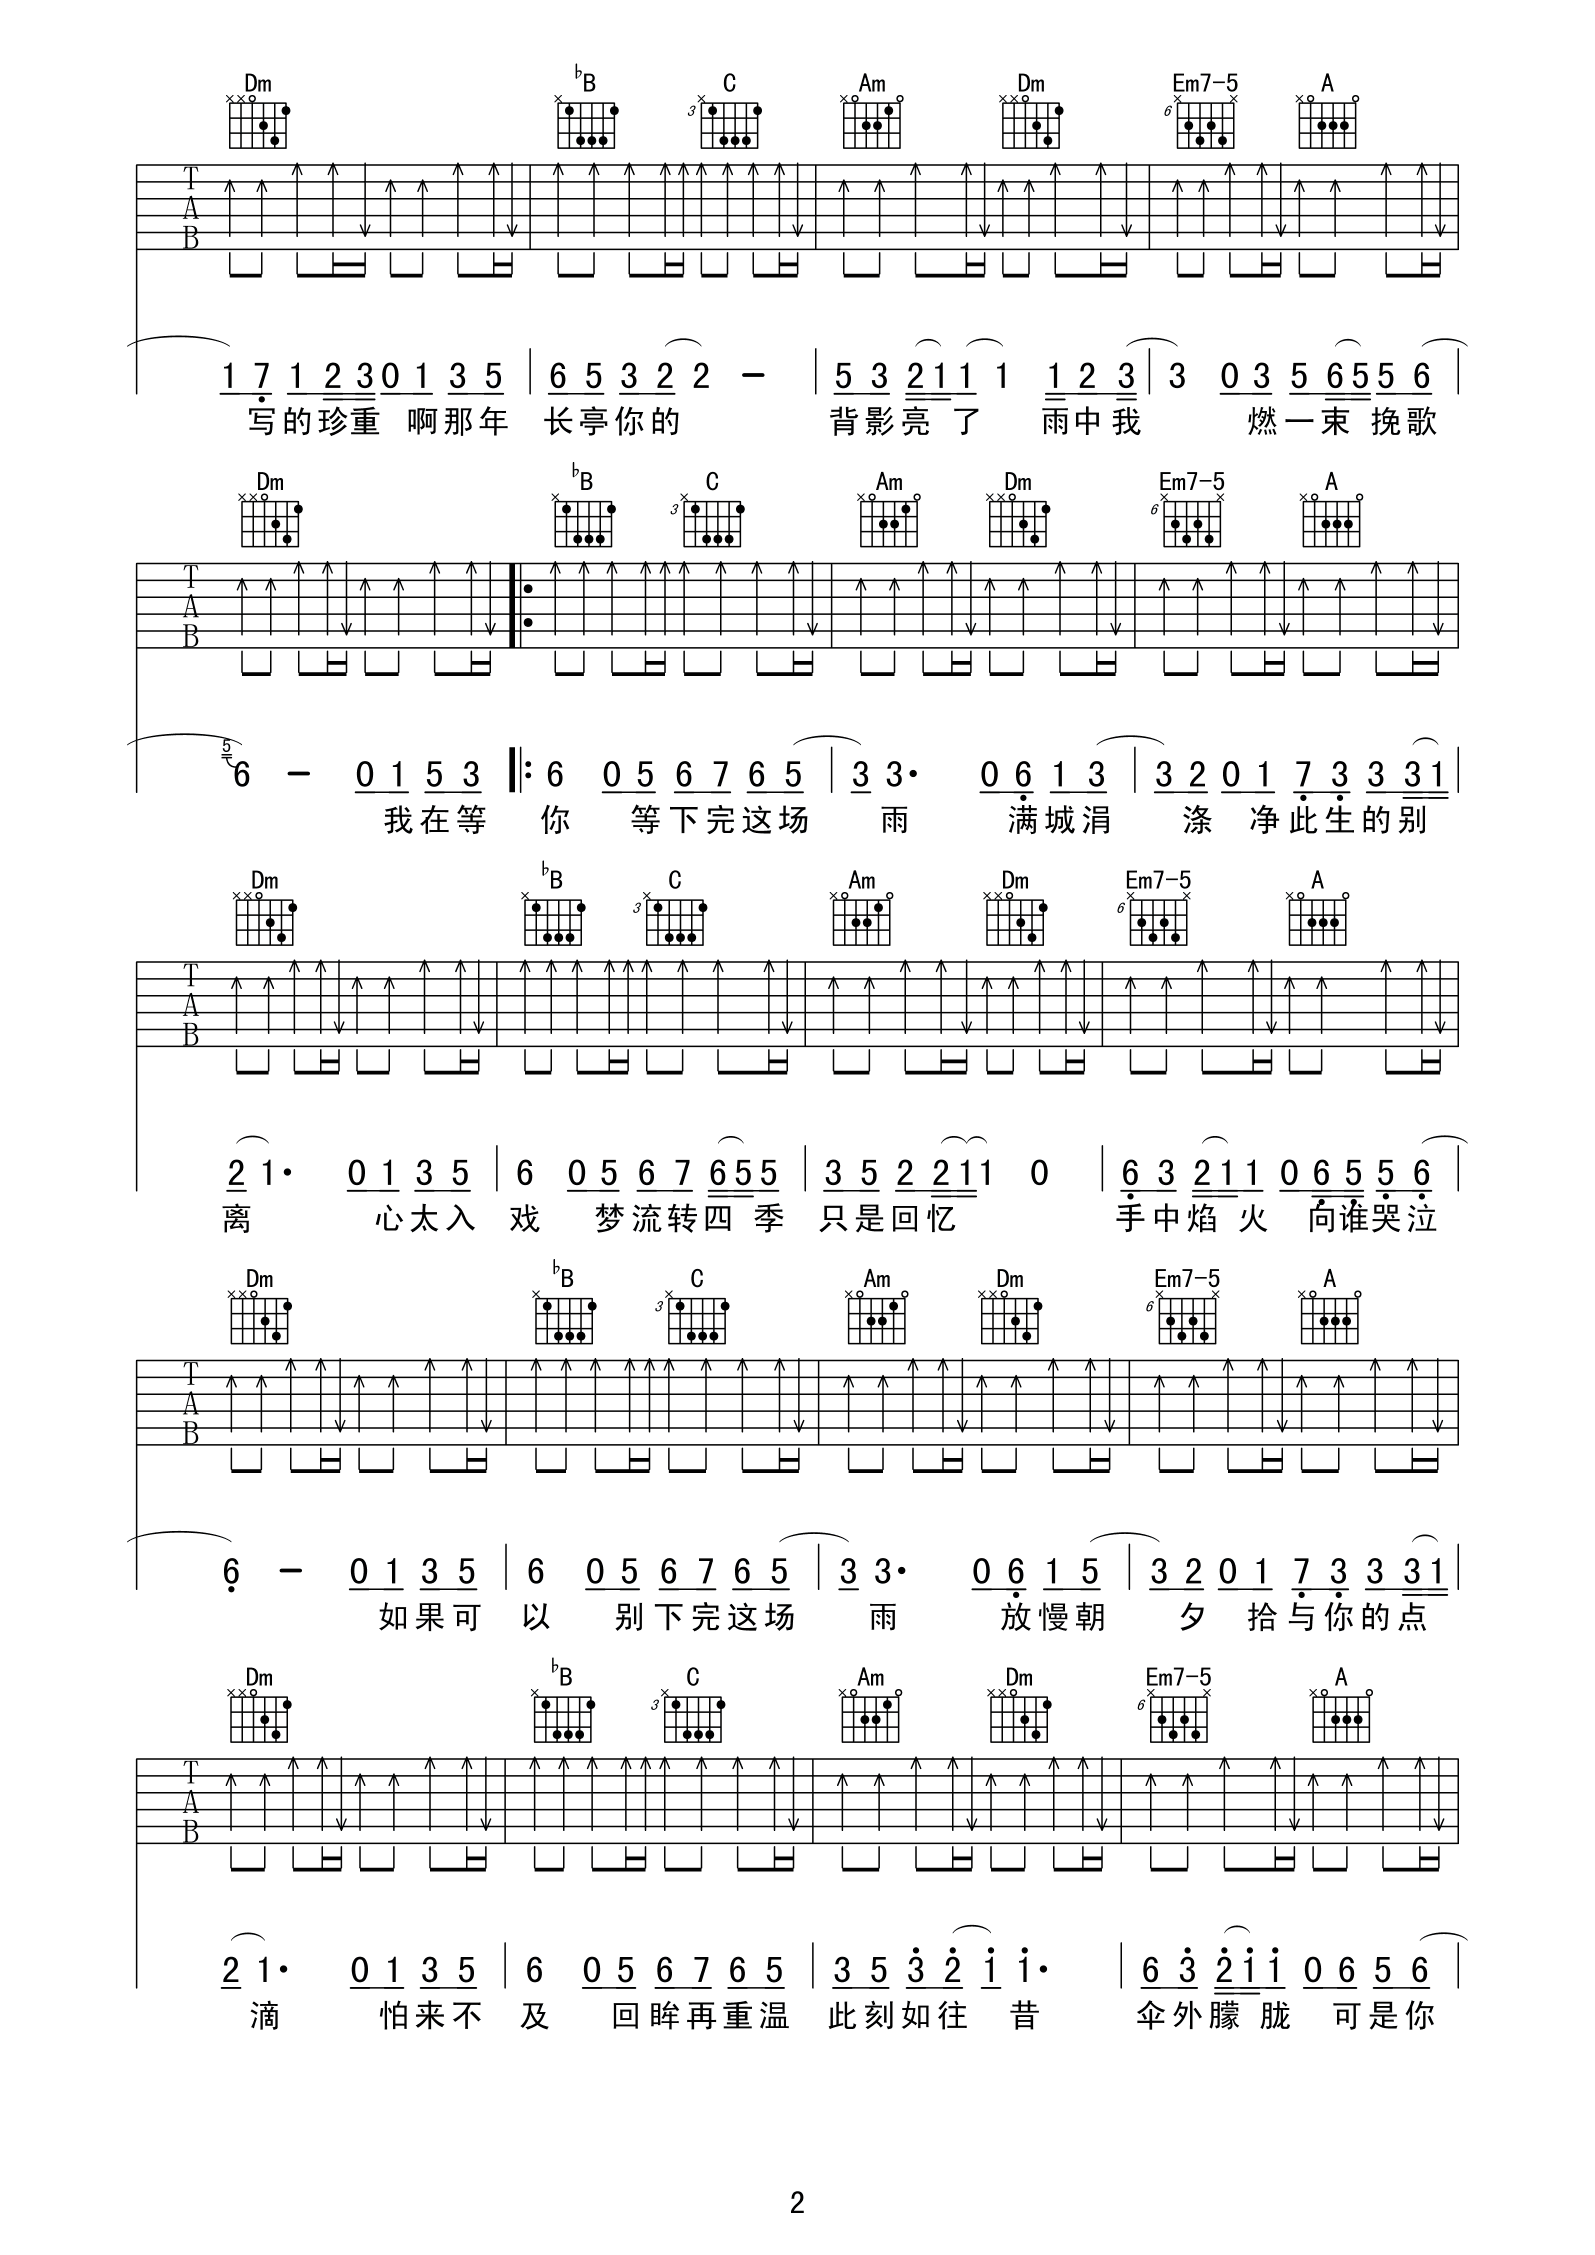 Dm ♭B C Am Dm Em7-5 A
3 6
T
A
B
1 7 1 2 3 0 1 3 5 6 5 3 2 2 – 5 3 2 1 1 1 1 2 3 3 0 3 5 6 5 5 6
写的珍重 啊那年 长亭你的 背影亮了 雨中我 燃一束挽歌
Dm ♭B C Am Dm Em7-5 A
3 6
T
A
B
5 6 – 0 1 5 3 6 0 5 6 7 6 5 3 3· 0 6 1 3 3 2 0 1 7 3 3 3 1
我在等 你 等下完这场 雨 满城涓 涤 净此生的别
Dm ♭B C Am Dm Em7-5 A
3 6
T
A
B
2 1· 0 1 3 5 6 0 5 6 7 6 5 5 3 5 2 2 1 1 0 6 3 2 1 1 0 6 5 5 6
离 心太入 戏 梦流转四季 只是回忆 手中焰火 向谁哭泣
Dm ♭B C Am Dm Em7-5 A
3 6
T
A
B
6 – 0 1 3 5 6 0 5 6 7 6 5 3 3· 0 6 1 5 3 2 0 1 7 3 3 3 1
如果可 以 别下完这场 雨 放慢朝 夕 拾与你的点
Dm ♭B C Am Dm Em7-5 A
3 6
T
A
B
2 1· 0 1 3 5 6 0 5 6 7 6 5 3 5 3 2 1 1· 6 3 2 1 1 0 6 5 6
滴 怕来不 及 回眸再重温 此刻如往 昔 伞外朦胧 可是你
2